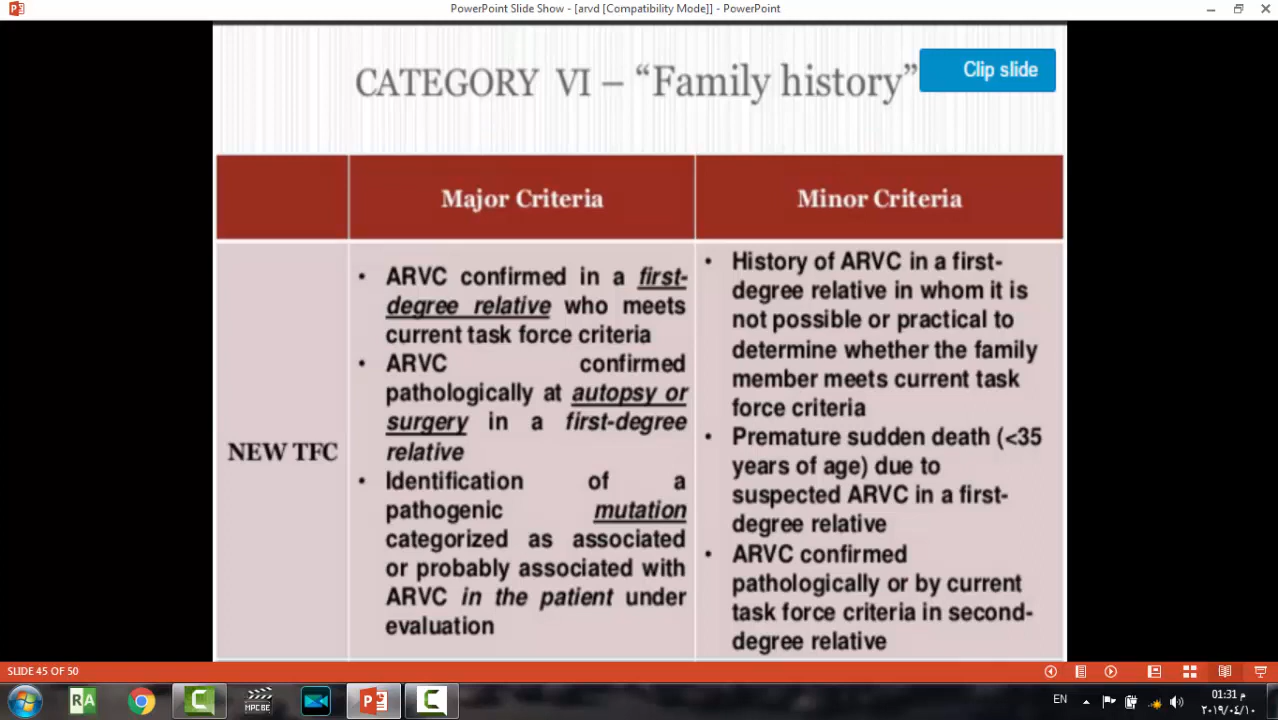 PowerPoint Slide Show - [arvd [Compatibility Mode]] - PowerPoint
CATEGORY VI – “Family history”
Clip slide
Major Criteria
Minor Criteria
NEW TFC
• ARVC confirmed in a first-
degree relative who meets
current task force criteria
• ARVC confirmed
pathologically at autopsy or
surgery in a first-degree
relative
• Identification of a
pathogenic mutation
categorized as associated
or probably associated with
ARVC in the patient under
evaluation
• History of ARVC in a first-
degree relative in whom it is
not possible or practical to
determine whether the family
member meets current task
force criteria
• Premature sudden death (<35
years of age) due to
suspected ARVC in a first-
degree relative
• ARVC confirmed
pathologically or by current
task force criteria in second-
degree relative
SLIDE 45 OF 50
RA
MPC BE
EN
01:31 م
٢٠١٩/٠٤/١٠